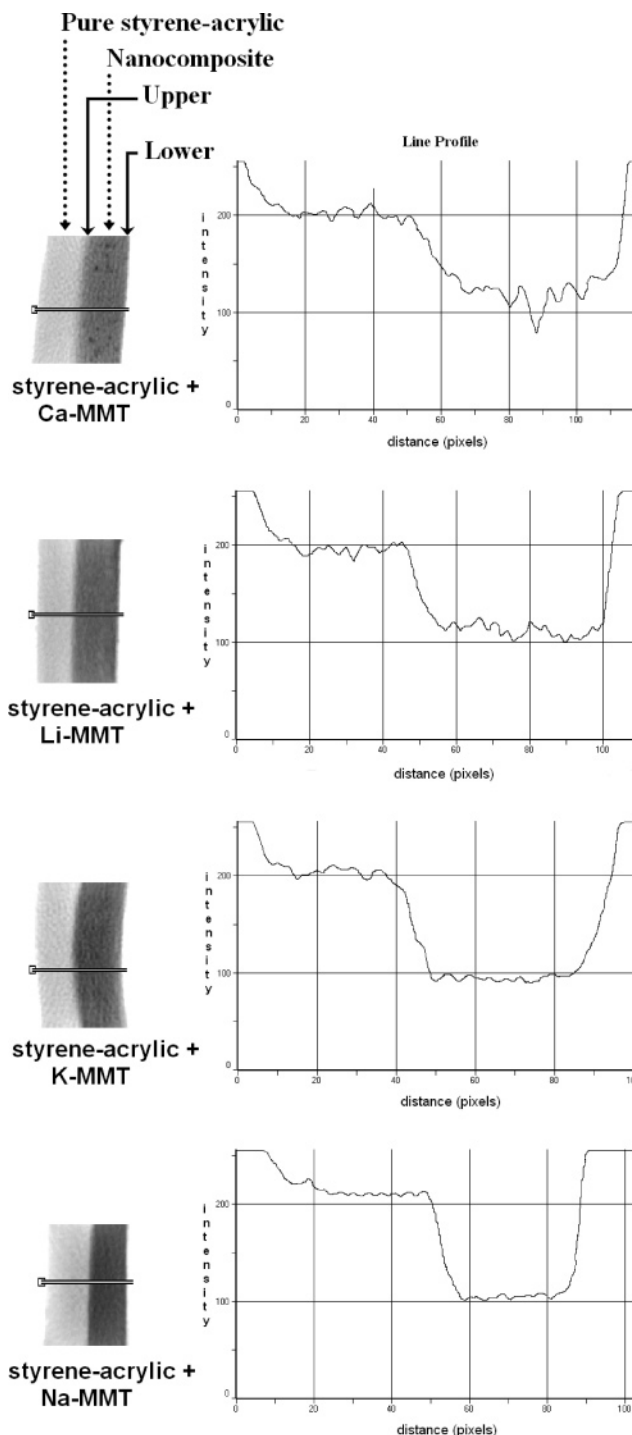 Pure styrene-acrylic
Nanocomposite
Upper
Lower
Line Profile
intensity
200
100
0
0 20 40 60 80 100
distance (pixels)
styrene-acrylic +
Ca-MMT
intensity
200
100
0
0 20 40 60 80 100
distance (pixels)
styrene-acrylic +
Li-MMT
intensity
200
100
0
0 20 40 60 80
distance (pixels)
styrene-acrylic +
K-MMT
intensity
200
100
0
0 20 40 60 80 100
distance (pixels)
styrene-acrylic +
Na-MMT